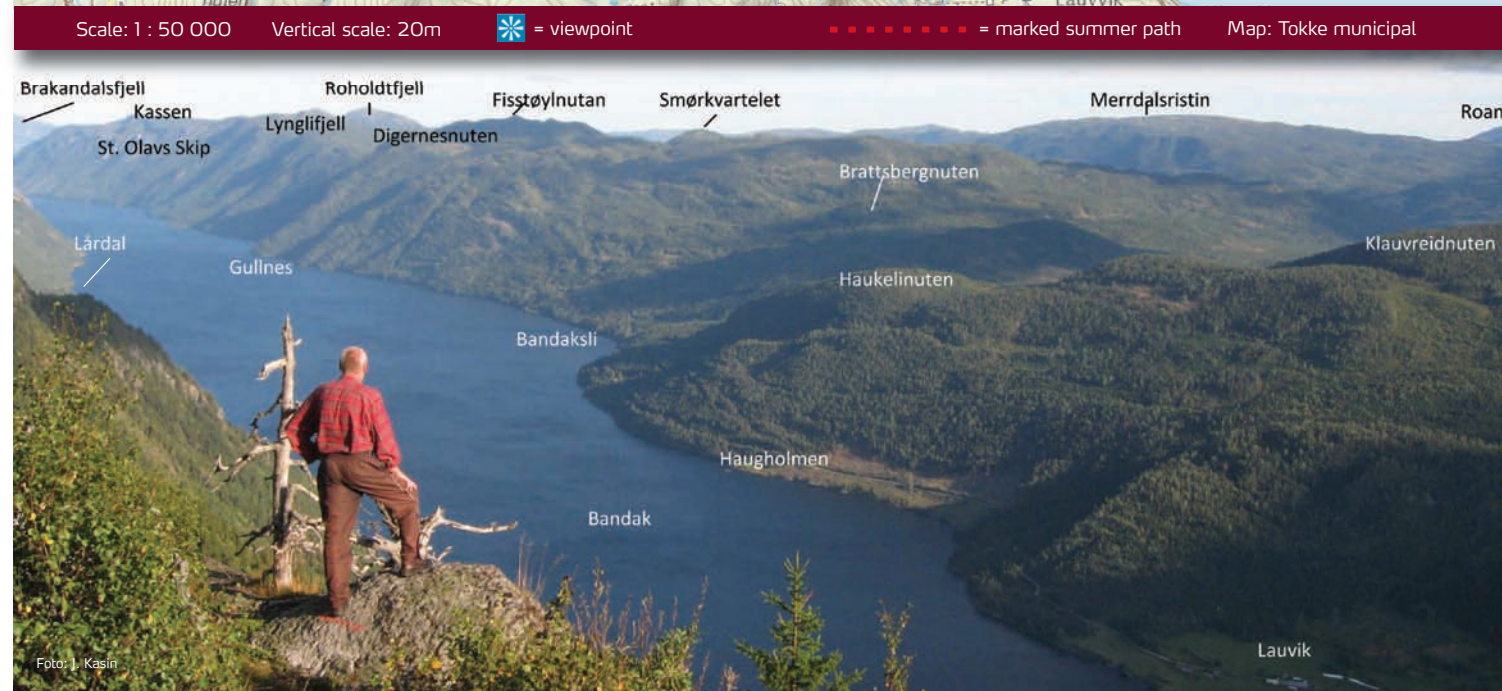 Lauvvik
Scale: 1 : 50 000 Vertical scale: 20m = viewpoint = marked summer path Map: Tokke municipal
Brakandalsfjell
Kassen
St. Olavs Skip
Lynglifjell
Roholdtfjell
Digernesnuten
Fisstøylnutan
Smørkvartelet
Merrdalsristin
Roan
Brattsbergnuten
Lårdal
Gullnes
Klauvreidnuten
Haukelinuten
Bandaksli
Haugholmen
Bandak
Lauvik
Foto: J. Kasin